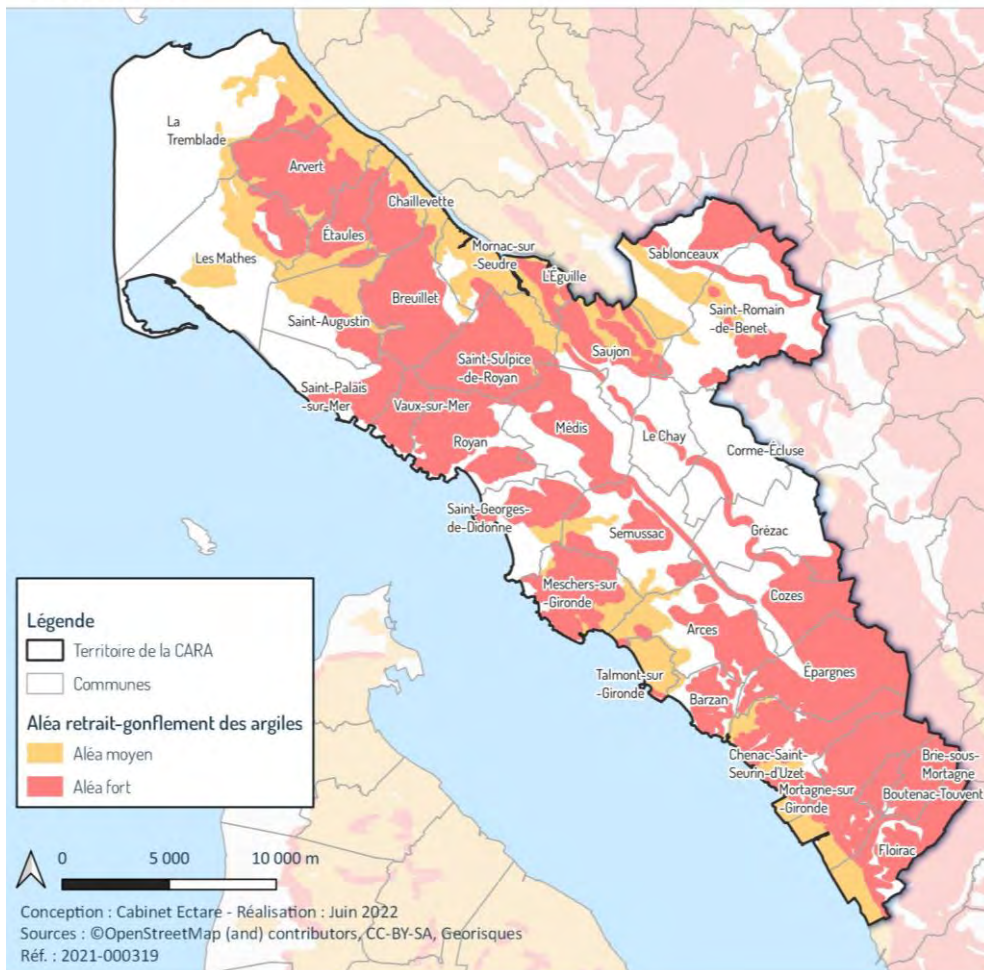 La
Tremblade
Arvert
Chaillevette
Étaules
Les Mathes
Mornac-sur
-Seudre
L'Éguille
Sablonceaux
Breuillet
Saint-Romain
-de-Benet
Saint-Augustin
Saujon
Saint-Sulpice
-de-Royan
Saint-Palais
-sur-Mer
Vaux-sur-Mer
Médis
Le Chay
Royan
Corme-Écluse
Saint-Georges-
de-Didonne
Semussac
Grézac
Meschers-sur
-Gironde
Cozes
Arces
Talmont-sur
-Gironde
Épargnes
Barzan
Chenac-Saint-
Seurin-d'Uzet
Brie-sous-
Mortagne
Mortagne-sur
-Gironde
Boutenac-Touvent
Floirac
Légende
Territoire de la CARA
Communes
Aléa retrait-gonflement des argiles
Aléa moyen
Aléa fort
0 5 000 10 000 m
Conception : Cabinet Ectare - Réalisation : Juin 2022
Sources : ©OpenStreetMap (and) contributors, CC-BY-SA, Georisques
Réf. : 2021-000319